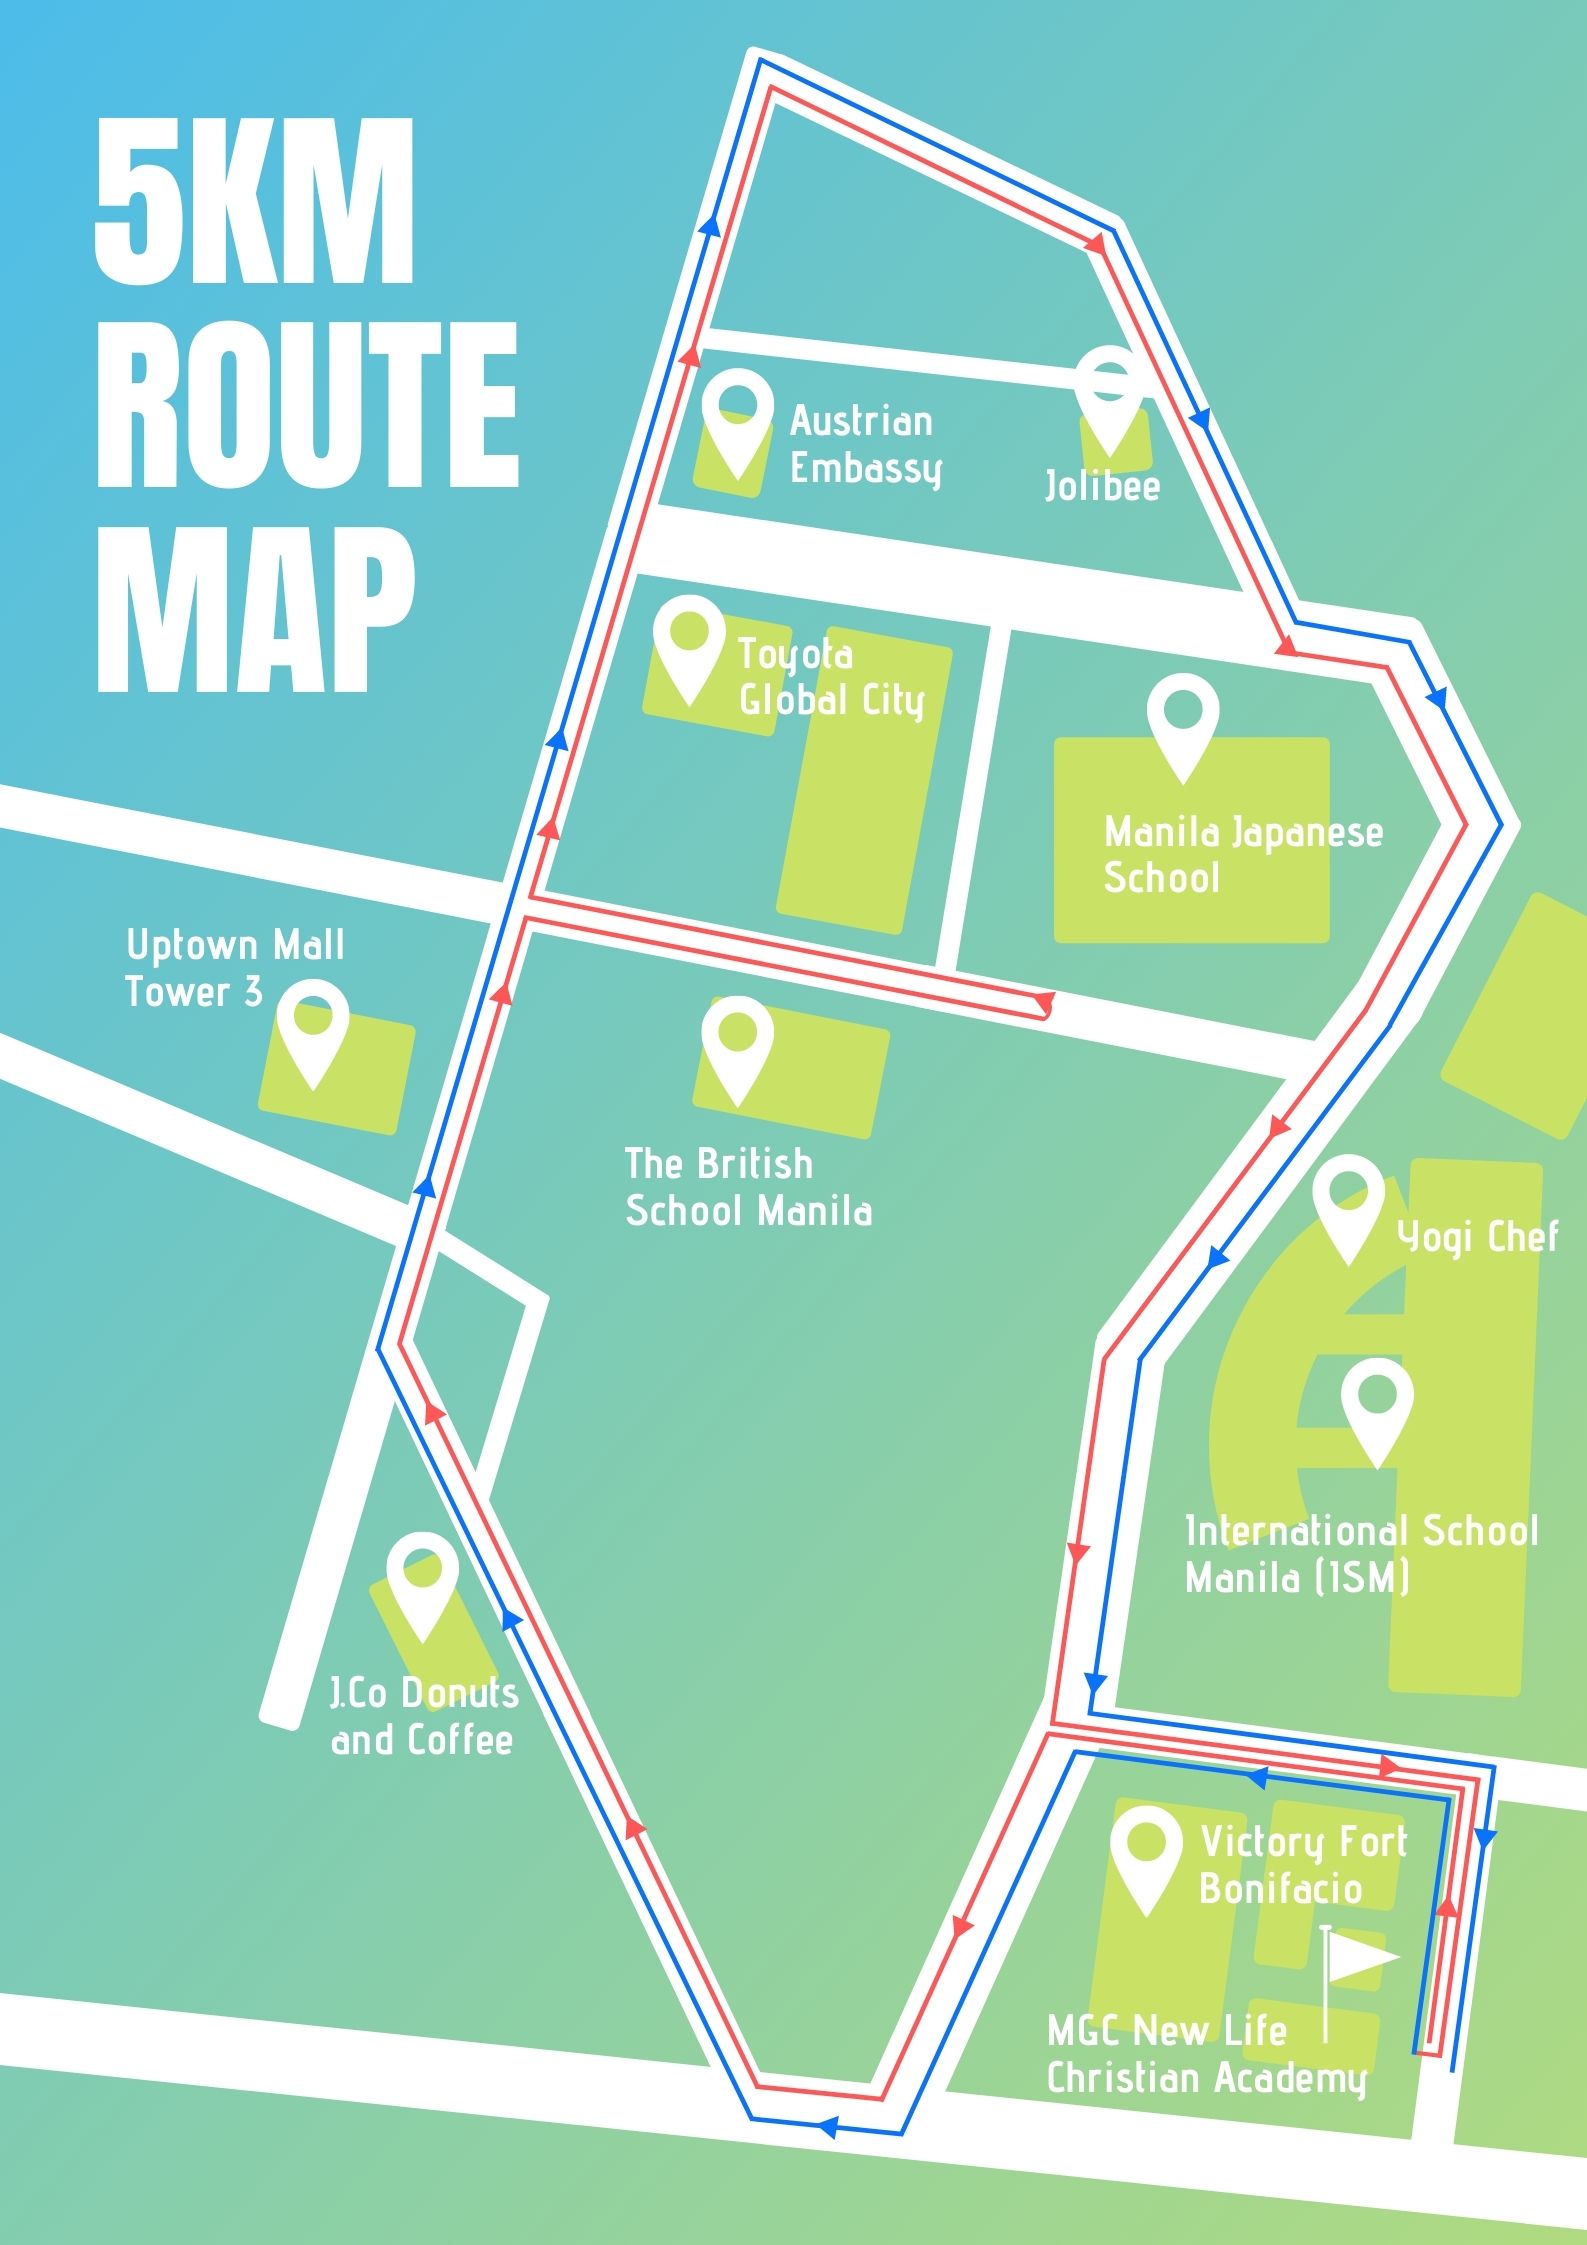 5KM
ROUTE
MAP
Austrian
Embassy
Jolibee
Toyota
Global City
Manila Japanese
School
Uptown Mall
Tower 3
The British
School Manila
Yogi Chef
International School
Manila (ISM)
J.Co Donuts
and Coffee
Victory Fort
Bonifacio
MGC New Life
Christian Academy